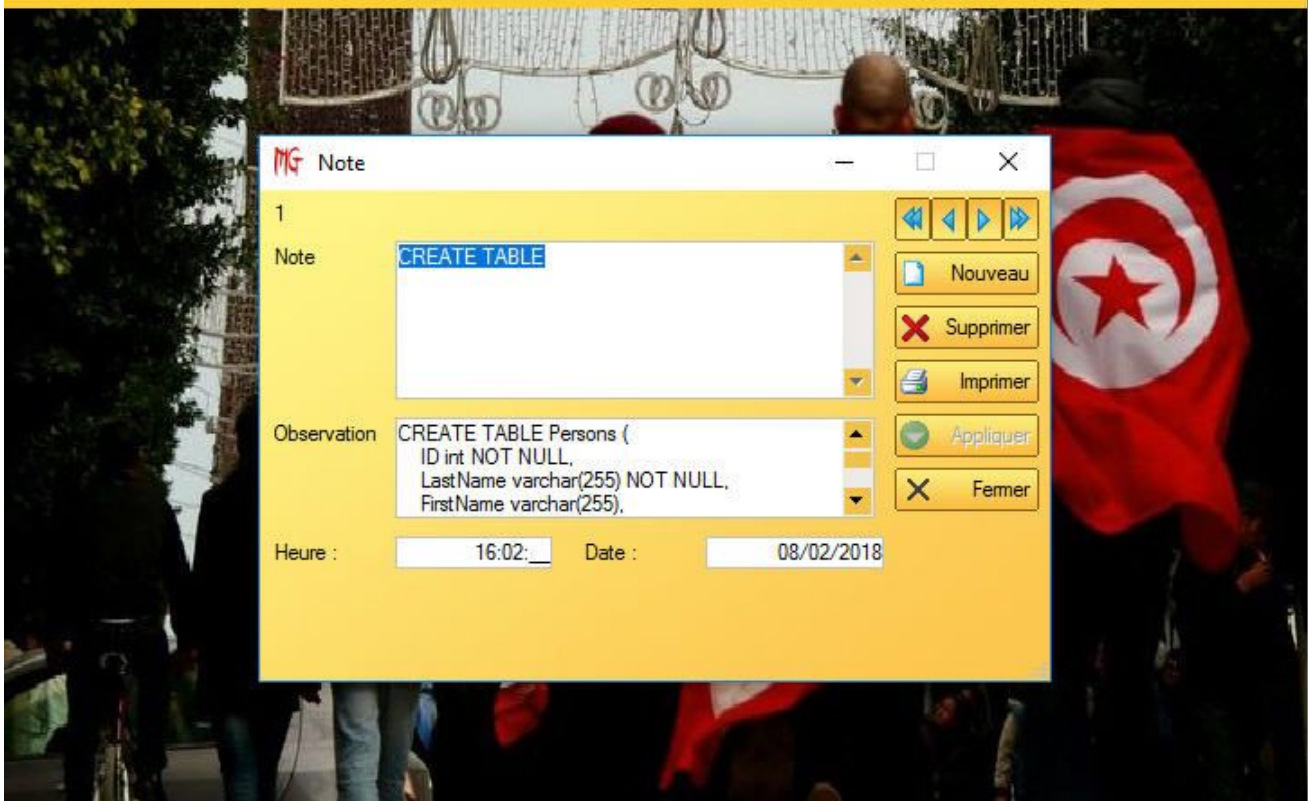 MG Note
1
Note
CREATE TABLE
Nouveau
Supprimer
Imprimer
Observation
CREATE TABLE Persons (
ID int NOT NULL,
LastName varchar(255) NOT NULL,
FirstName varchar(255),
Appliquer
Fermer
Heure :
16:02:__
Date :
08/02/2018